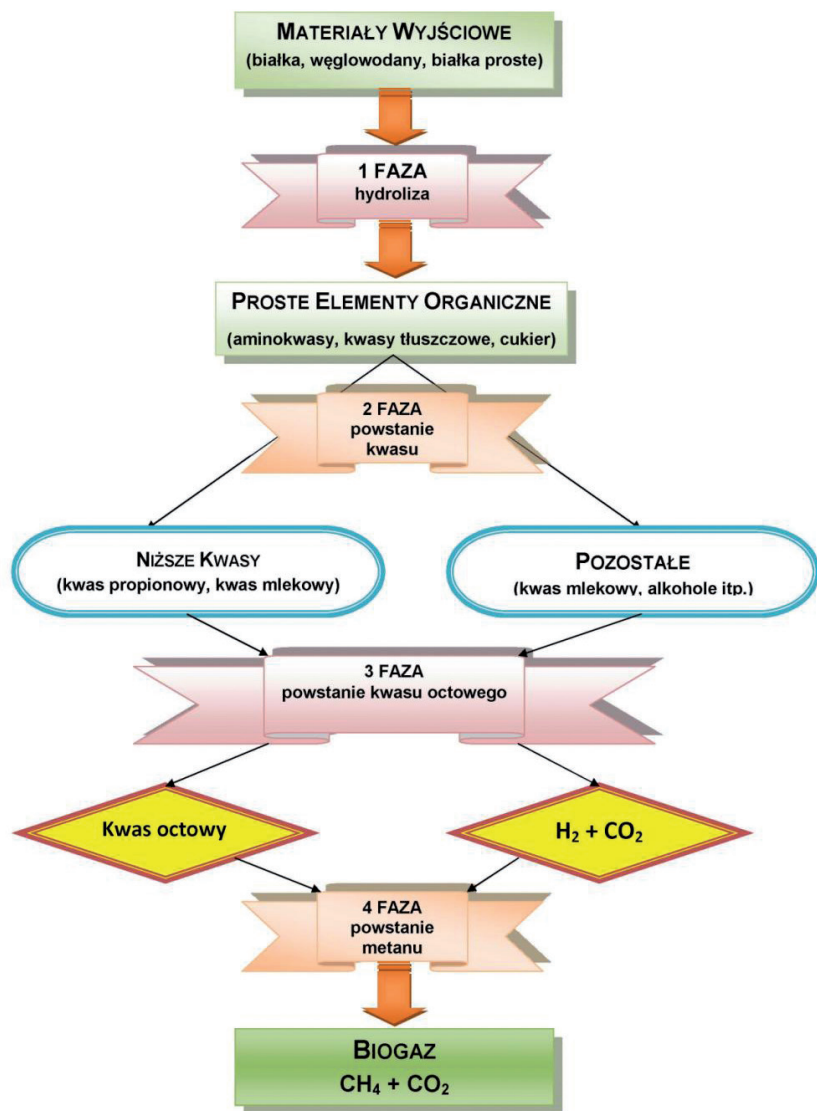 MATERIAŁY WYJŚCIOWE
(białka, węglowodany, białka proste)
1 FAZA
hydroliza
PROSTE ELEMENTY ORGANICZNE
(aminokwasy, kwasy tłuszczowe, cukier)
2 FAZA
powstanie
kwasu
NIŻSZE KWASY
(kwas propionowy, kwas mlekowy)
POZOSTAŁE
(kwas mlekowy, alkohole itp.)
3 FAZA
powstanie kwasu octowego
Kwas octowy
H₂ + CO₂
4 FAZA
powstanie
metanu
BIOGAZ
CH₄ + CO₂